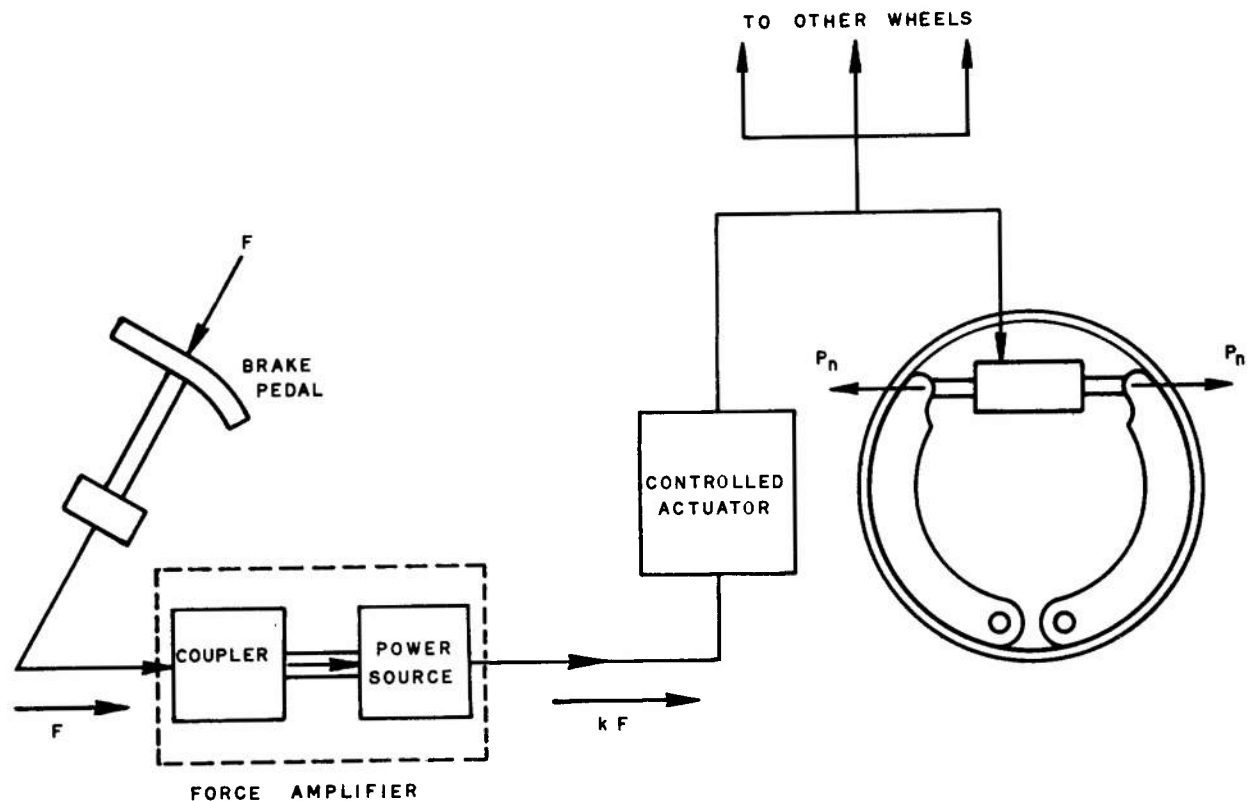 TO OTHER WHEELS
F
BRAKE
PEDAL
Pn
Pn
CONTROLLED
ACTUATOR
COUPLER
POWER
SOURCE
F
k F
FORCE AMPLIFIER